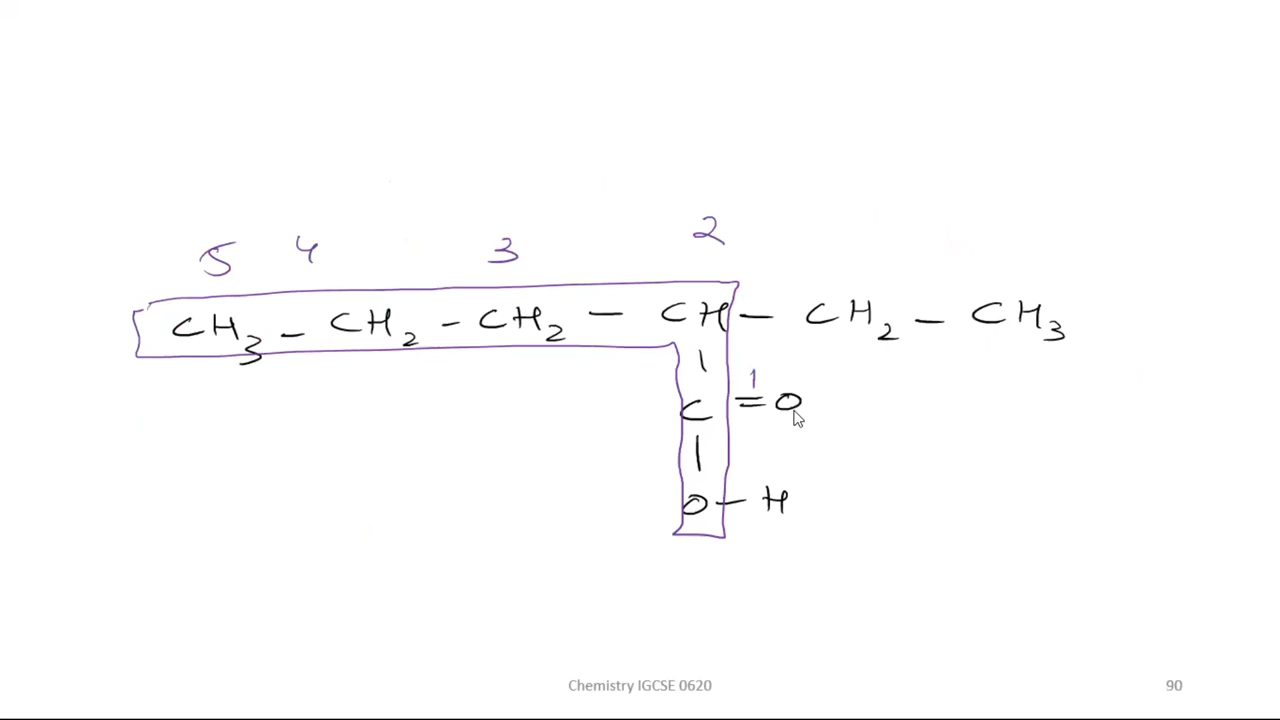 5 4 3 2
CH3 - CH2 - CH2 - CH - CH2 - CH3
|
1
C = O
|
O - H
Chemistry IGCSE 0620 90